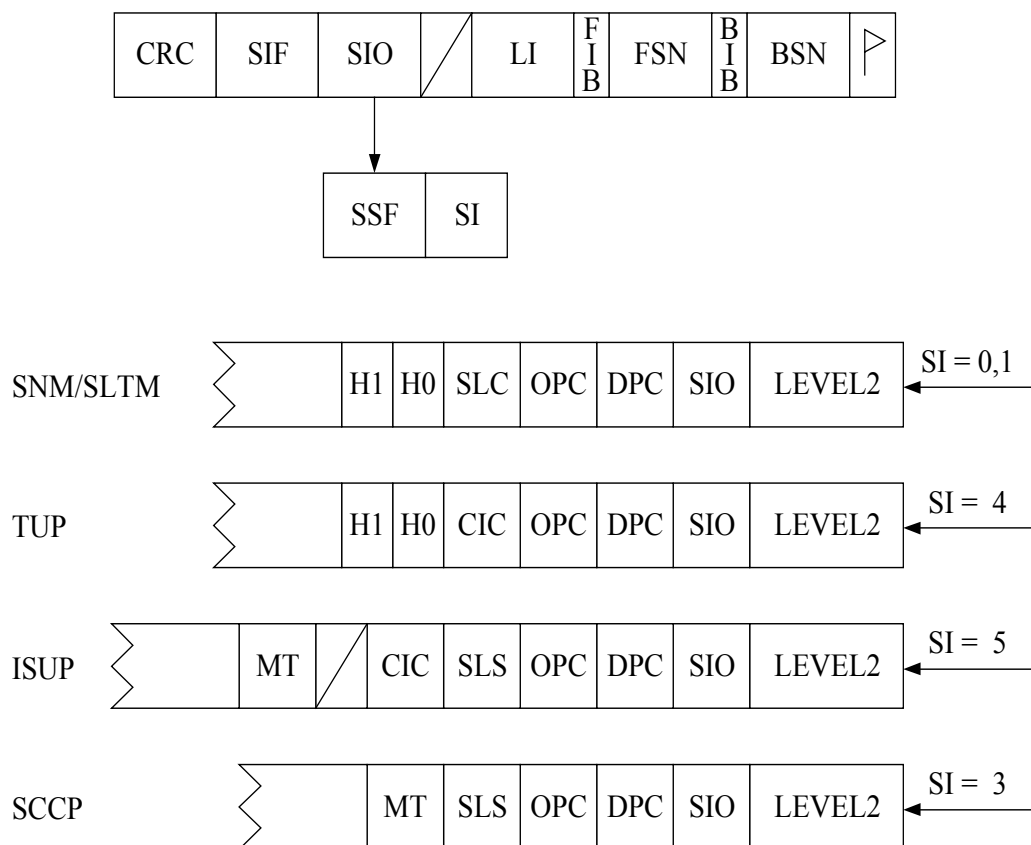 CRC SIF SIO LI FIB FSN BIB BSN
SSF SI
SNM/SLTM H1 H0 SLC OPC DPC SIO LEVEL2 SI = 0,1
TUP H1 H0 CIC OPC DPC SIO LEVEL2 SI = 4
ISUP MT CIC SLS OPC DPC SIO LEVEL2 SI = 5
SCCP MT SLS OPC DPC SIO LEVEL2 SI = 3